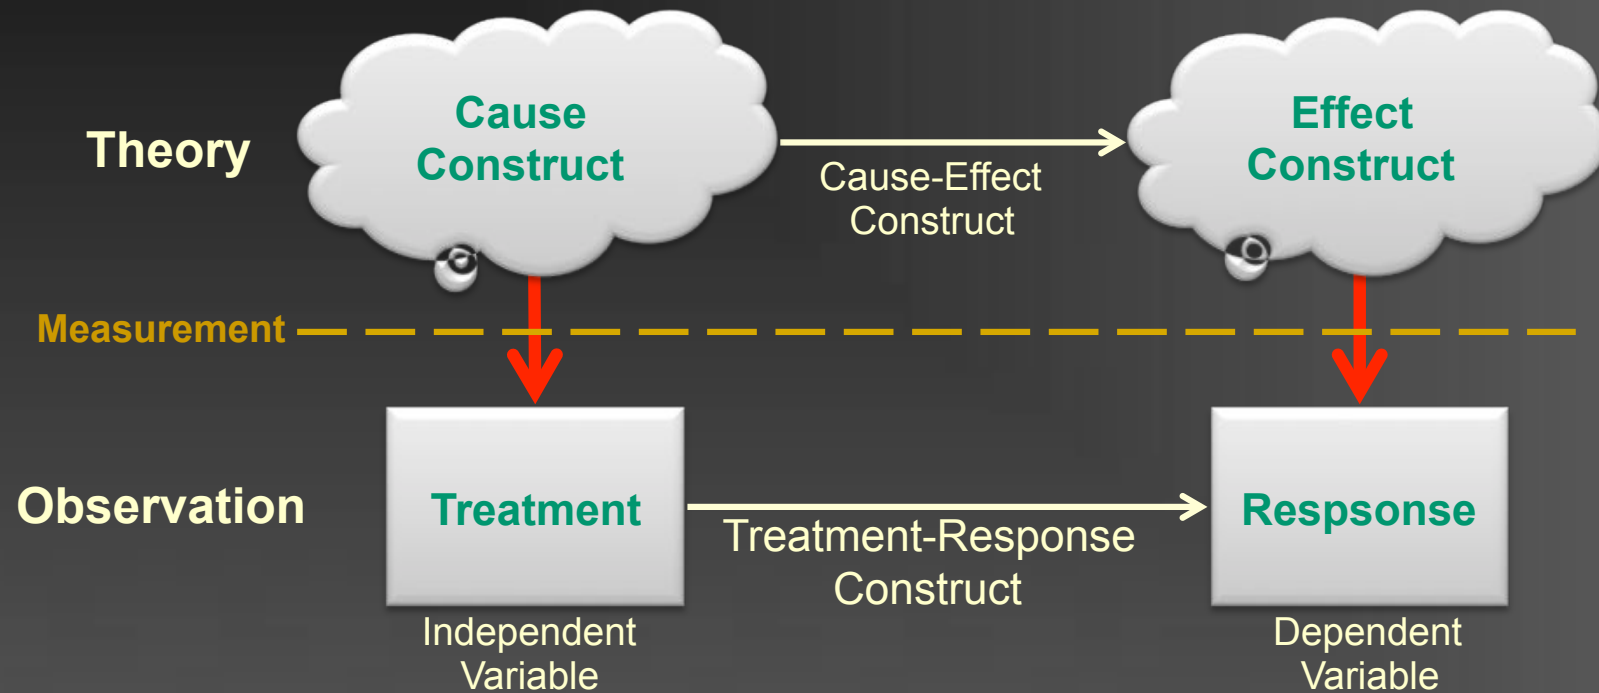 Cause
Construct
Effect
Construct
Theory
Cause-Effect
Construct
Measurement
Observation
Treatment
Treatment-Response
Construct
Respsonse
Independent
Variable
Dependent
Variable